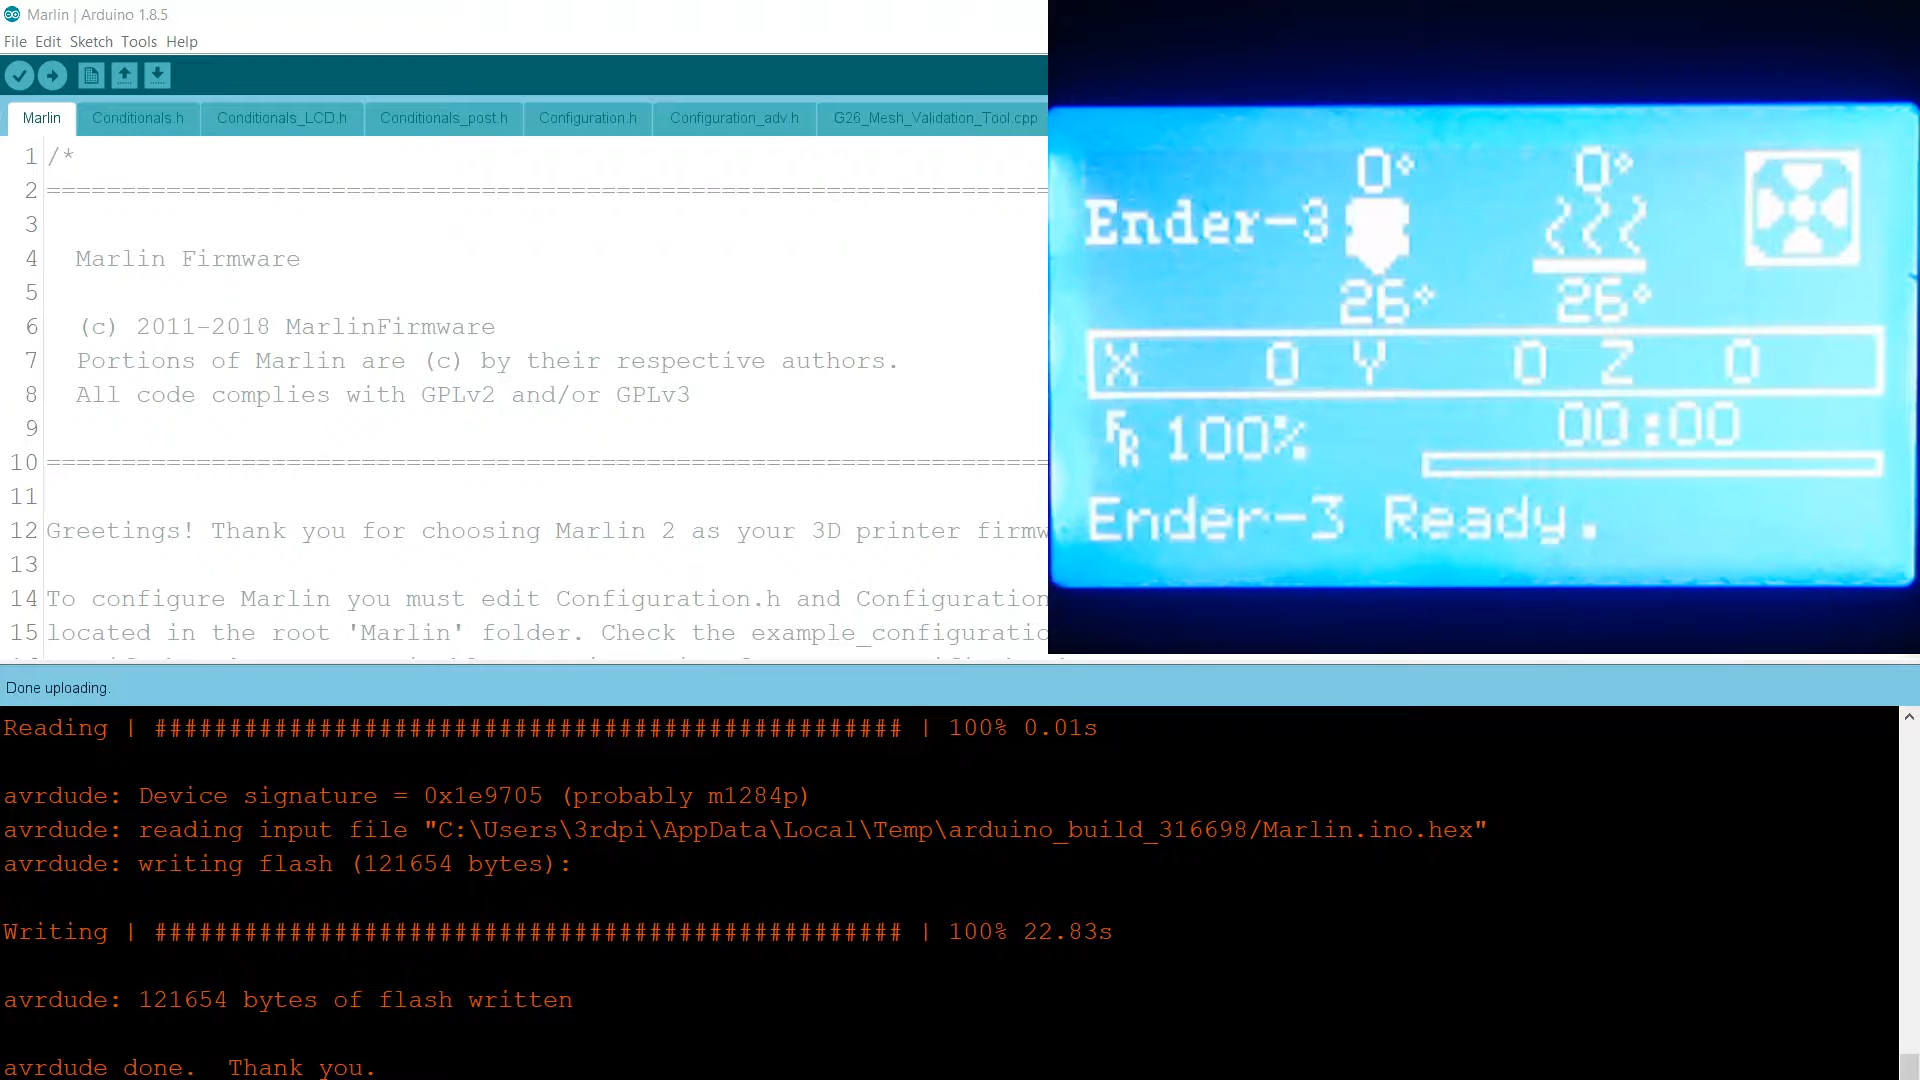 Marlin | Arduino 1.8.5
File Edit Sketch Tools Help
Marlin Conditionals.h Conditionals_LCD.h Conditionals_post.h Configuration.h Configuration_adv.h G26_Mesh_Validation_Tool.cpp
1 /*
2 ==================================================================
3
4 Marlin Firmware
5
6 (c) 2011-2018 MarlinFirmware
7 Portions of Marlin are (c) by their respective authors.
8 All code complies with GPLv2 and/or GPLv3
9
10 ==================================================================
11
12 Greetings! Thank you for choosing Marlin 2 as your 3D printer firmw
13
14 To configure Marlin you must edit Configuration.h and Configuration
15 located in the root 'Marlin' folder. Check the example_configuratio
0° 0°
Ender-3
26° 26°
X 0 Y 0 Z 0
FR 100% 00:00
Ender-3 Ready.
Done uploading.
Reading | ################################################## | 100% 0.01s
avrdude: Device signature = 0x1e9705 (probably m1284p)
avrdude: reading input file "C:\Users\3rdpi\AppData\Local\Temp\arduino_build_316698/Marlin.ino.hex"
avrdude: writing flash (121654 bytes):
Writing | ################################################## | 100% 22.83s
avrdude: 121654 bytes of flash written
avrdude done.  Thank you.